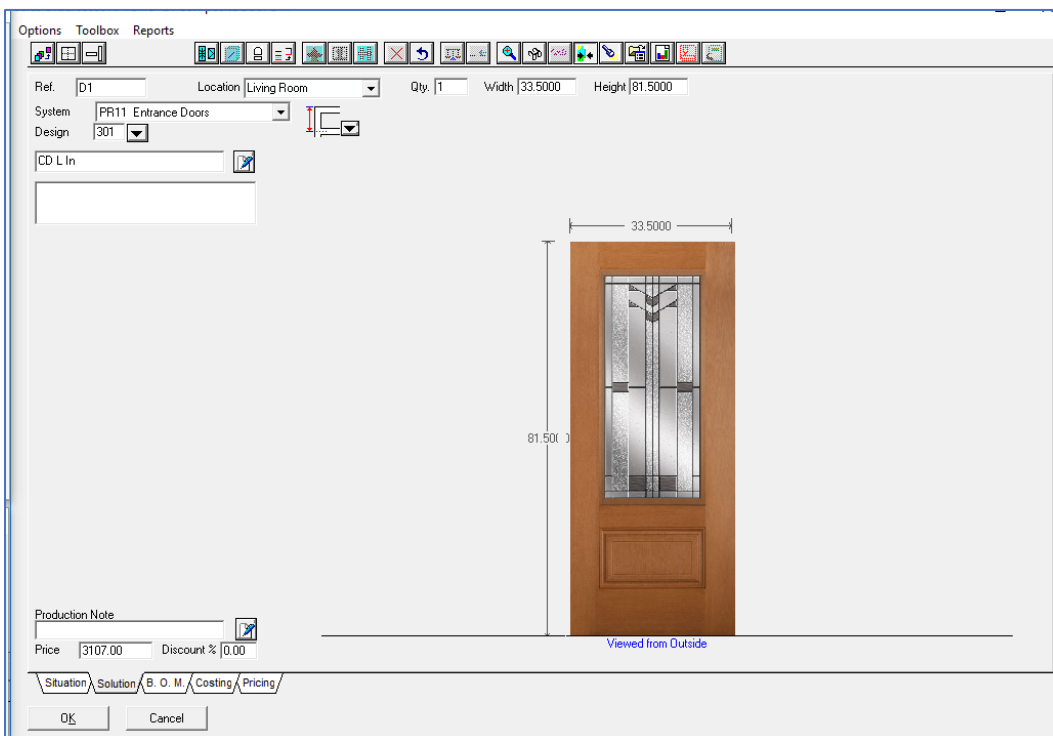 Options Toolbox Reports
Ref. D1 Location Living Room Qty. 1 Width 33.5000 Height 81.5000
System PR11 Entrance Doors
Design 301
CD L In
33.5000
81.50
Production Note
Price 3107.00 Discount % 0.00
Viewed from Outside
Situation Solution B. O. M. Costing Pricing
OK Cancel